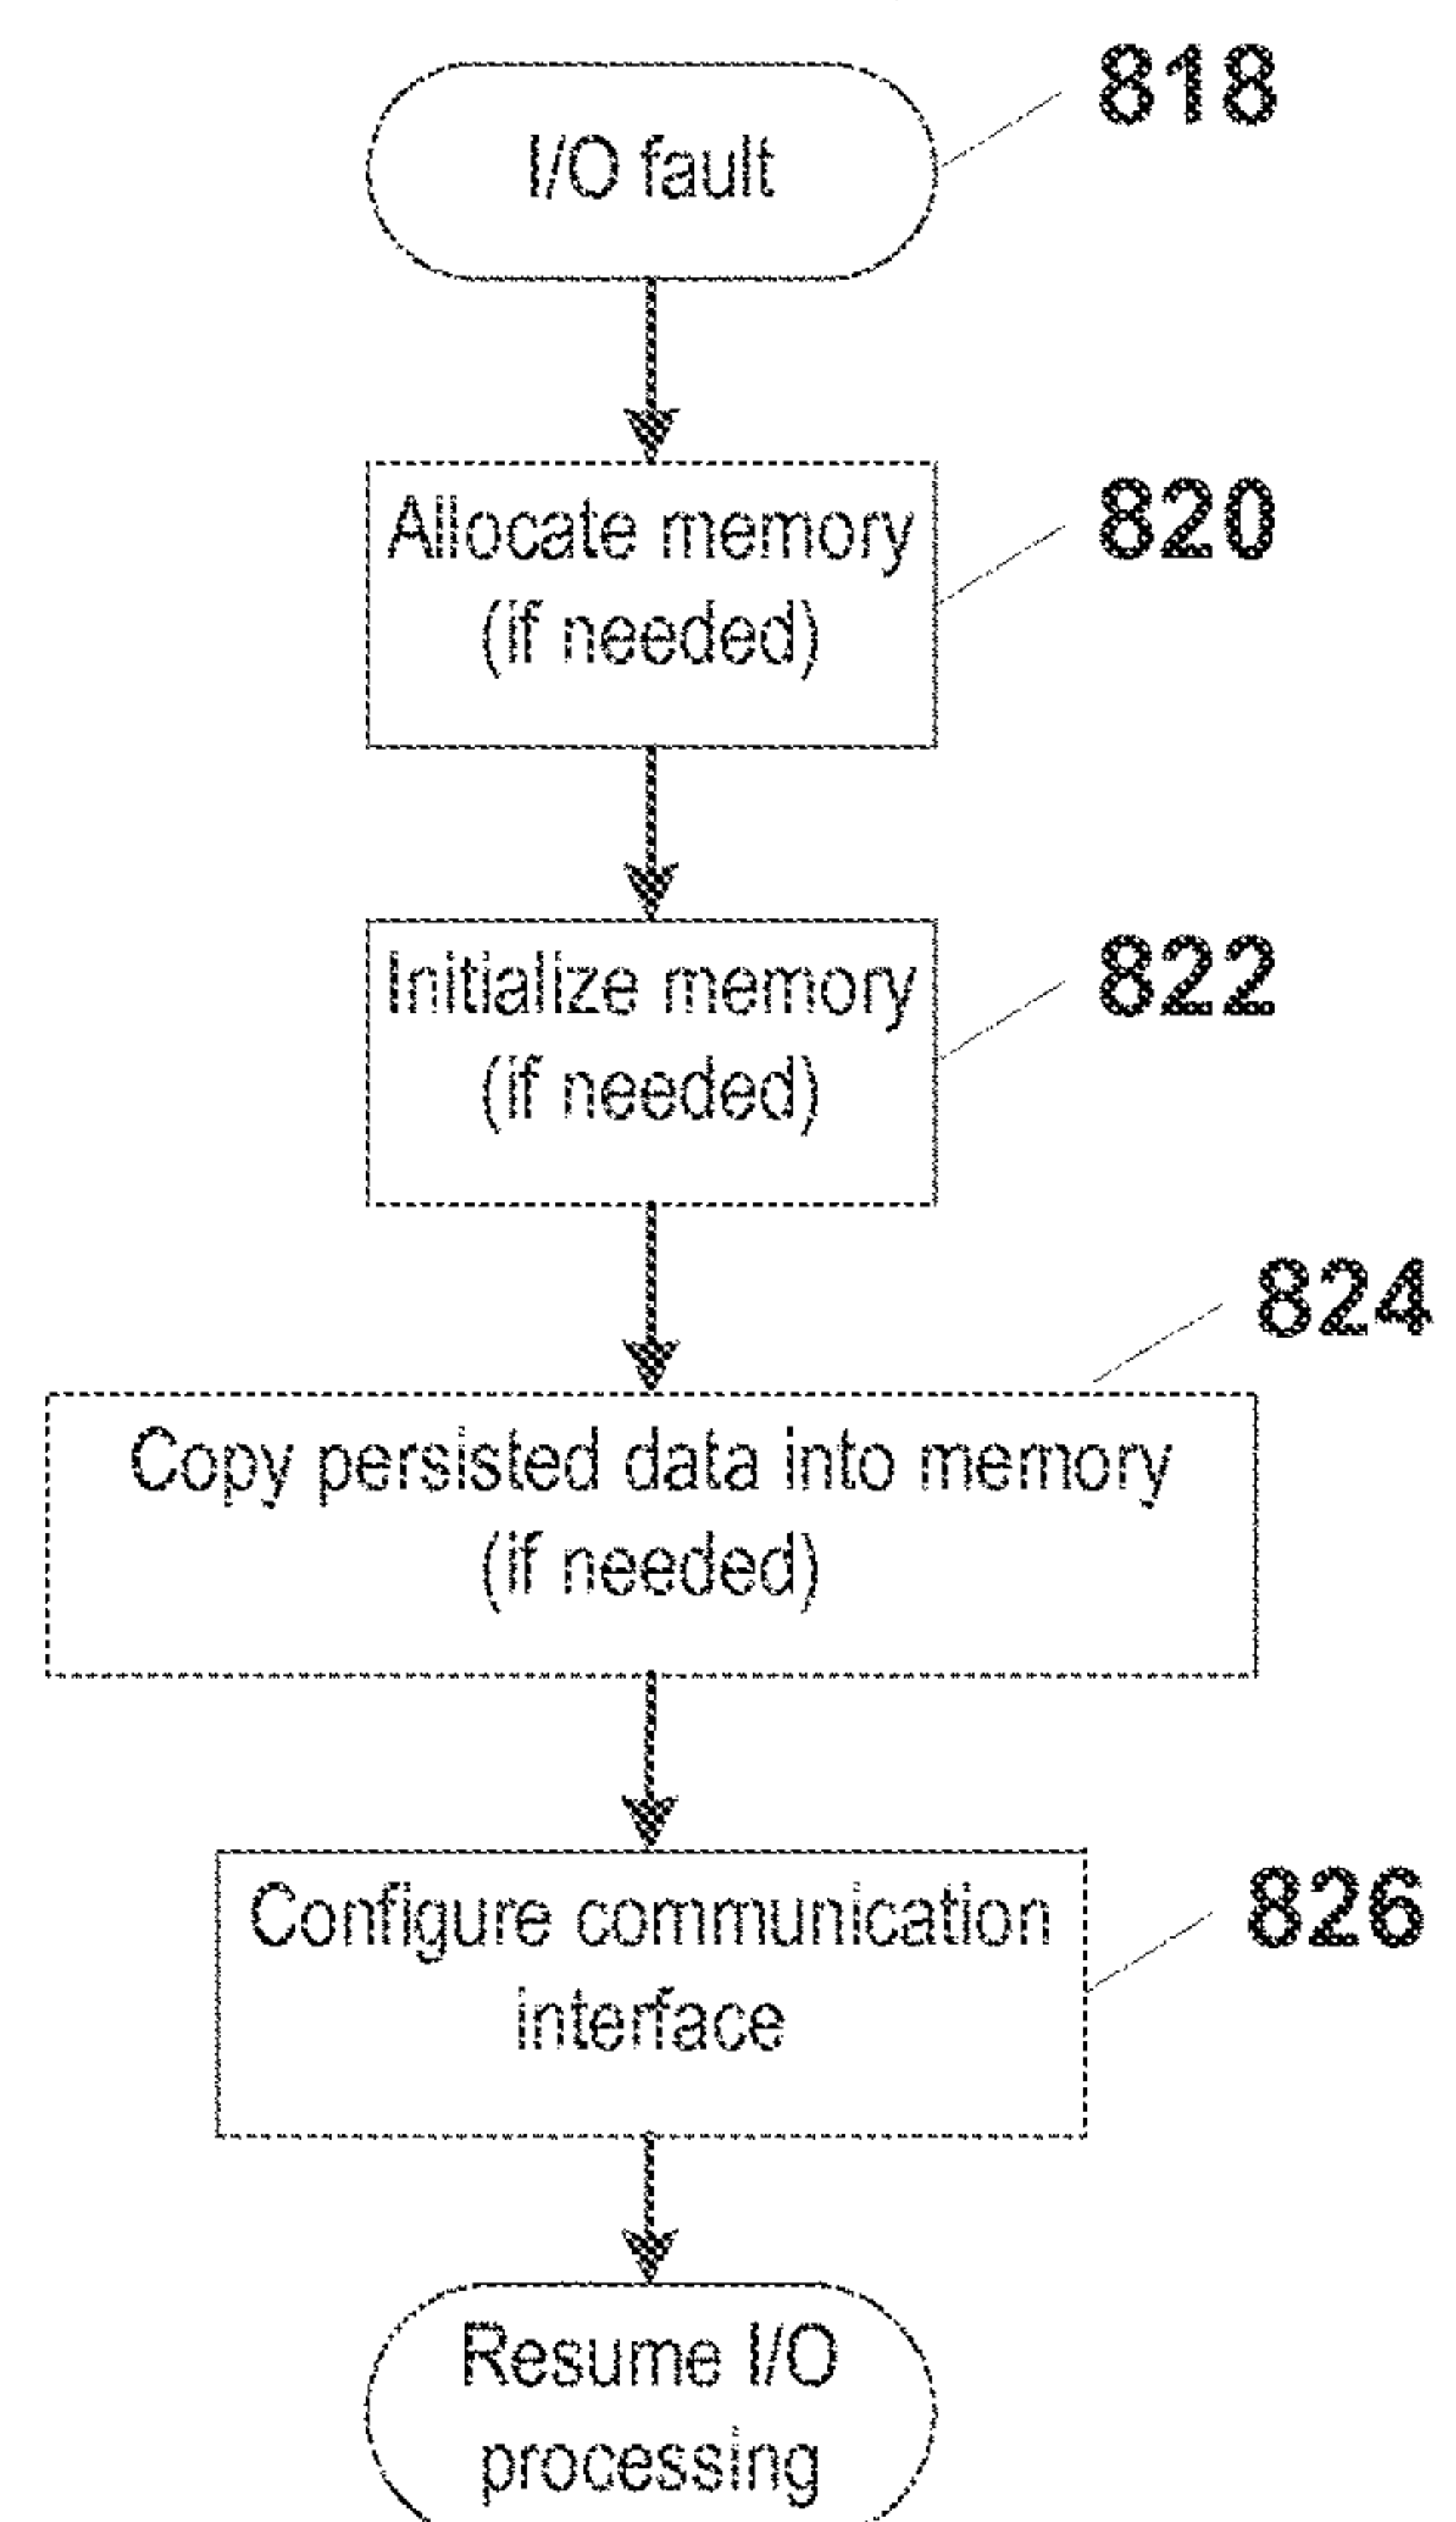 818
I/O fault
820
Allocate memory
(if needed)
822
Initialize memory
(if needed)
824
Copy persisted data into memory
(if needed)
826
Configure communication
interface
Resume I/O
processing